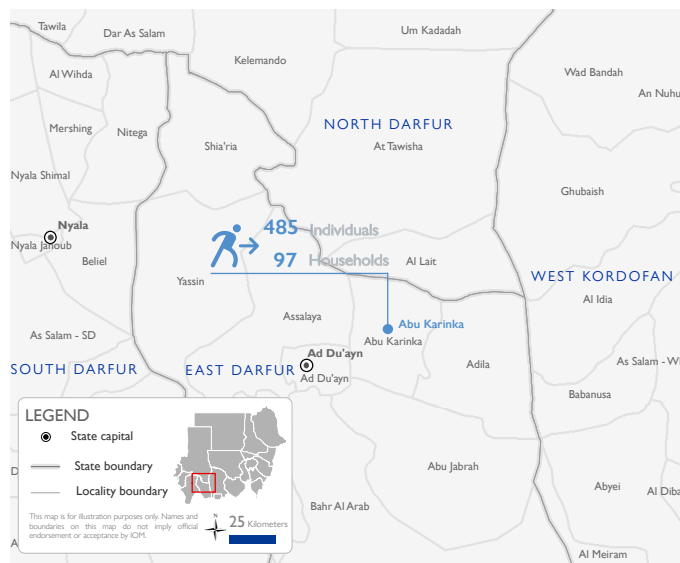 Tawila
Dar As Salam
Um Kadadah
Kelemando
Al Wihda
Wad Bandah
An Nuhu
Mershing
Nitega
NORTH DARFUR
Shia'ria
At Tawisha
Nyala Shimal
Ghubaish
Nyala
485 Individuals
Nyala Janoub
Beliel
97 Households
Al Lait
Yassin
WEST KORDOFAN
Al Idia
Assalaya
Abu Karinka
As Salam - SD
Abu Karinka
Ad Du'ayn
SOUTH DARFUR
EAST DARFUR
Adila
As Salam - W
Ad Du'ayn
Babanusa
LEGEND
State capital
State boundary
Locality boundary
This map is for illustration purposes only. Names and
boundaries on this map do not imply official
endorsement or acceptance by IOM.
N
25 Kilometers
D
A
Abu Jabrah
Abyei
Al Diba
Bahr Al Arab
Al Meiram